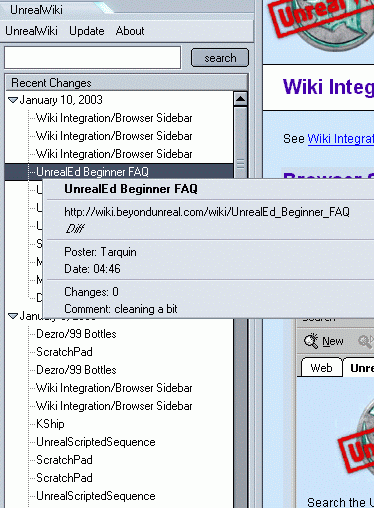 UnrealWiki
UnrealWiki Update About
search
Recent Changes
January 10, 2003
Wiki Integration/Browser Sidebar
Wiki Integration/Browser Sidebar
Wiki Integration/Browser Sidebar
UnrealEd Beginner FAQ
UnrealEd Beginner FAQ
http://wiki.beyondunreal.com/wiki/UnrealEd_Beginner_FAQ
Diff
Poster: Tarquin
Date: 04:46
Changes: 0
Comment: cleaning a bit
Dezro/99 Bottles
ScratchPad
Dezro/99 Bottles
Wiki Integration/Browser Sidebar
Wiki Integration/Browser Sidebar
KShip
UnrealScriptedSequence
ScratchPad
ScratchPad
UnrealScriptedSequence
Unreal
Wiki Integ
See Wiki Integrat
Browser S
Search
New
Web Unre
Search the U